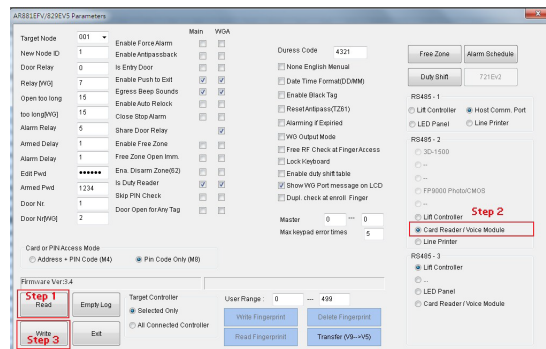 AR881EFV/829EV5 Parameters
Target Node 001
New Node ID 1
Door Relay 0
Relay [WG] 7
Open too long 15
too long[WG] 15
Alarm Relay 5
Armed Delay 1
Alarm Delay 1
Edit Pwd ••••••
Armed Pwd 1234
Door Nr. 1
Door Nr[WG] 2
Main WGA
Enable Force Alarm
Enable Antipassback
Is Entry Door
Enable Push to Exit
Egress Beep Sounds
Enable Auto Relock
Close Stop Alarm
Share Door Relay
Enable Free Zone
Free Zone Open Imm.
Ena. Disarm Zone(62)
Is Duty Reader
Skip PIN Check
Door Open for Any Tag
Duress Code 4321
None English Manual
Date Time Format(DD/MM)
Enable Black Tag
Reset Antipass(TZ61)
Alarming if Expiried
WG Output Mode
Free RF Check at Finger Access
Lock Keyboard
Enable duty shift table
Show WG Port message on LCD
Dupl. check at enroll Finger
Master 0 --- 0
Max keypad error times 5
Free Zone Alarm Schedule
Duty Shift 721Ev2
RS485 - 1
Lift Controller Host Comm. Port
LED Panel Line Printer
RS485 - 2
3D-1500
--
--
FP9000 Photo/CMOS
--
Lift Controller
Step 2
Card Reader / Voice Module
Line Printer
RS485 - 3
Lift Controller
--
LED Panel
Card Reader / Voice Module
Card or PIN Access Mode
Address + PIN Code (M4) Pin Code Only (M8)
Firmware Ver:3.4
Step 1
Read Empty Log
Write Exit
Step 3
Target Controller
Selected Only
All Connected Controller
User Range : 0 --- 499
Write Fingerprint Delete Fingerprint
Read Fingerprinit Transfer (V9-->V5)